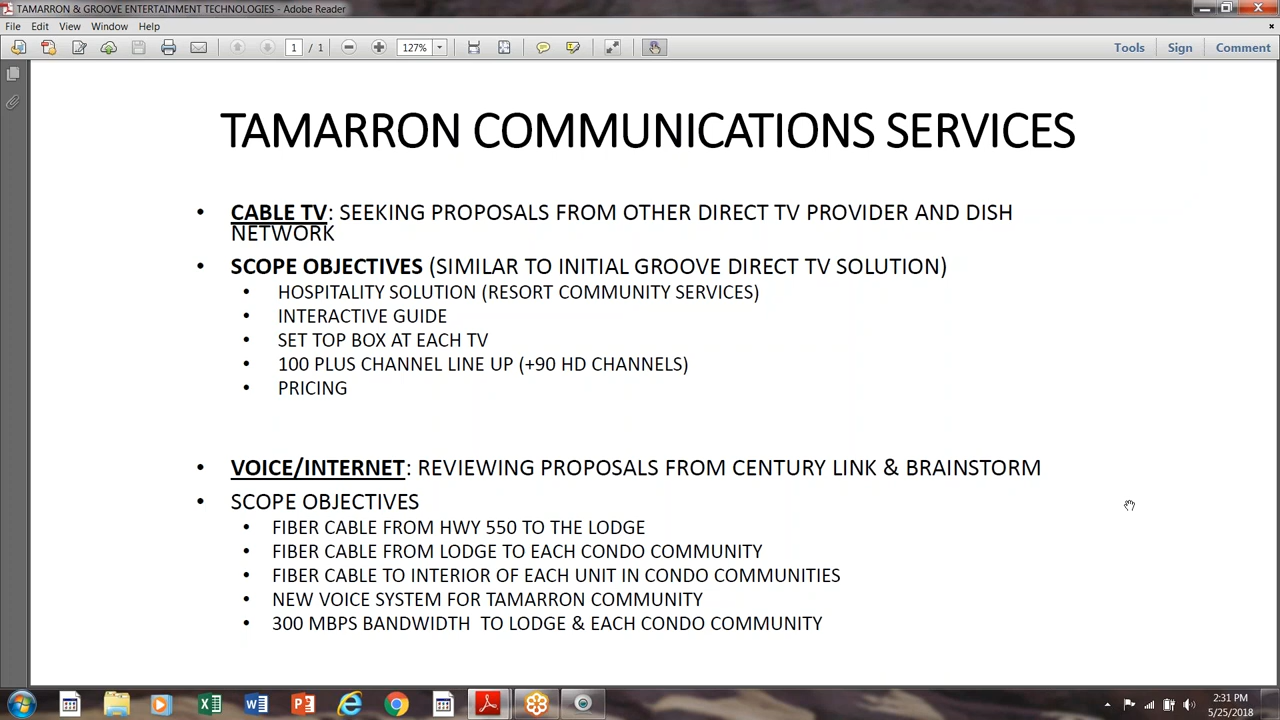 TAMARRON & GROOVE ENTERTAINMENT TECHNOLOGIES - Adobe Reader
File Edit View Window Help
1 / 1 127% Tools Sign Comment
TAMARRON COMMUNICATIONS SERVICES
• CABLE TV: SEEKING PROPOSALS FROM OTHER DIRECT TV PROVIDER AND DISH
NETWORK
• SCOPE OBJECTIVES (SIMILAR TO INITIAL GROOVE DIRECT TV SOLUTION)
• HOSPITALITY SOLUTION (RESORT COMMUNITY SERVICES)
• INTERACTIVE GUIDE
• SET TOP BOX AT EACH TV
• 100 PLUS CHANNEL LINE UP (+90 HD CHANNELS)
• PRICING
• VOICE/INTERNET: REVIEWING PROPOSALS FROM CENTURY LINK & BRAINSTORM
• SCOPE OBJECTIVES
• FIBER CABLE FROM HWY 550 TO THE LODGE
• FIBER CABLE FROM LODGE TO EACH CONDO COMMUNITY
• FIBER CABLE TO INTERIOR OF EACH UNIT IN CONDO COMMUNITIES
• NEW VOICE SYSTEM FOR TAMARRON COMMUNITY
• 300 MBPS BANDWIDTH TO LODGE & EACH CONDO COMMUNITY
2:31 PM
5/25/2018